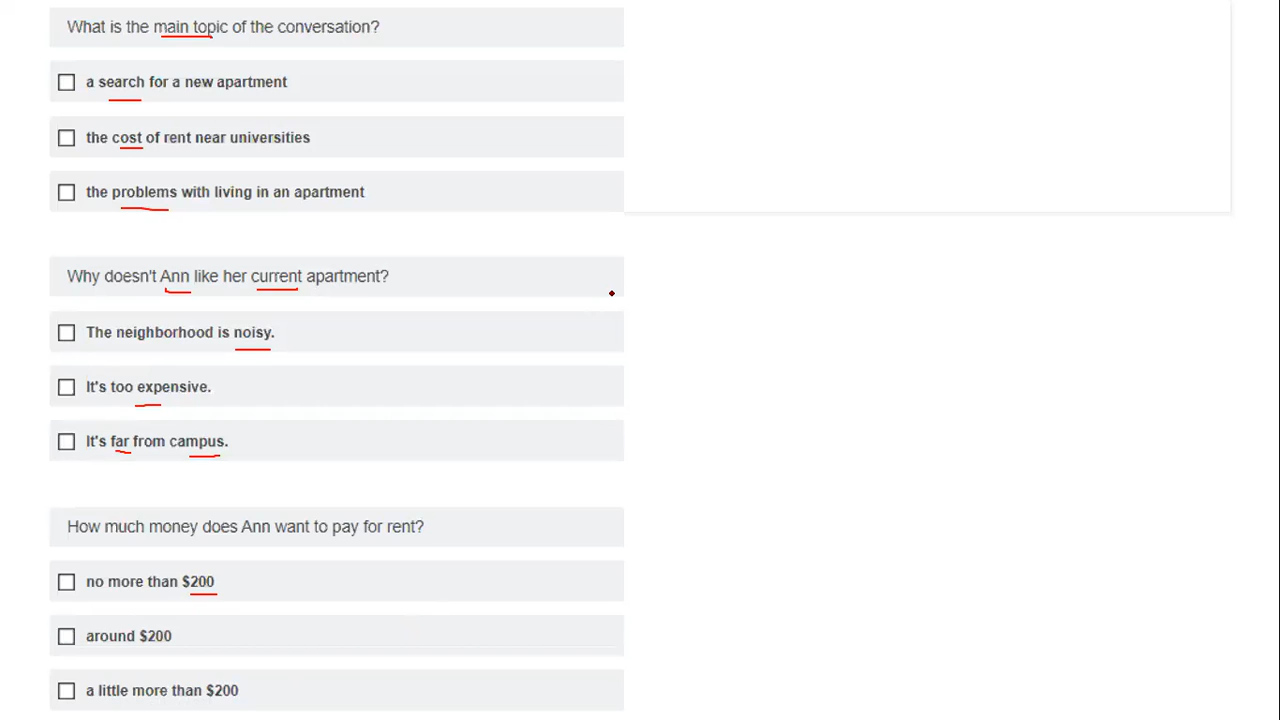 What is the main topic of the conversation?
a search for a new apartment
the cost of rent near universities
the problems with living in an apartment
Why doesn't Ann like her current apartment?
The neighborhood is noisy.
It's too expensive.
It's far from campus.
How much money does Ann want to pay for rent?
no more than $200
around $200
a little more than $200